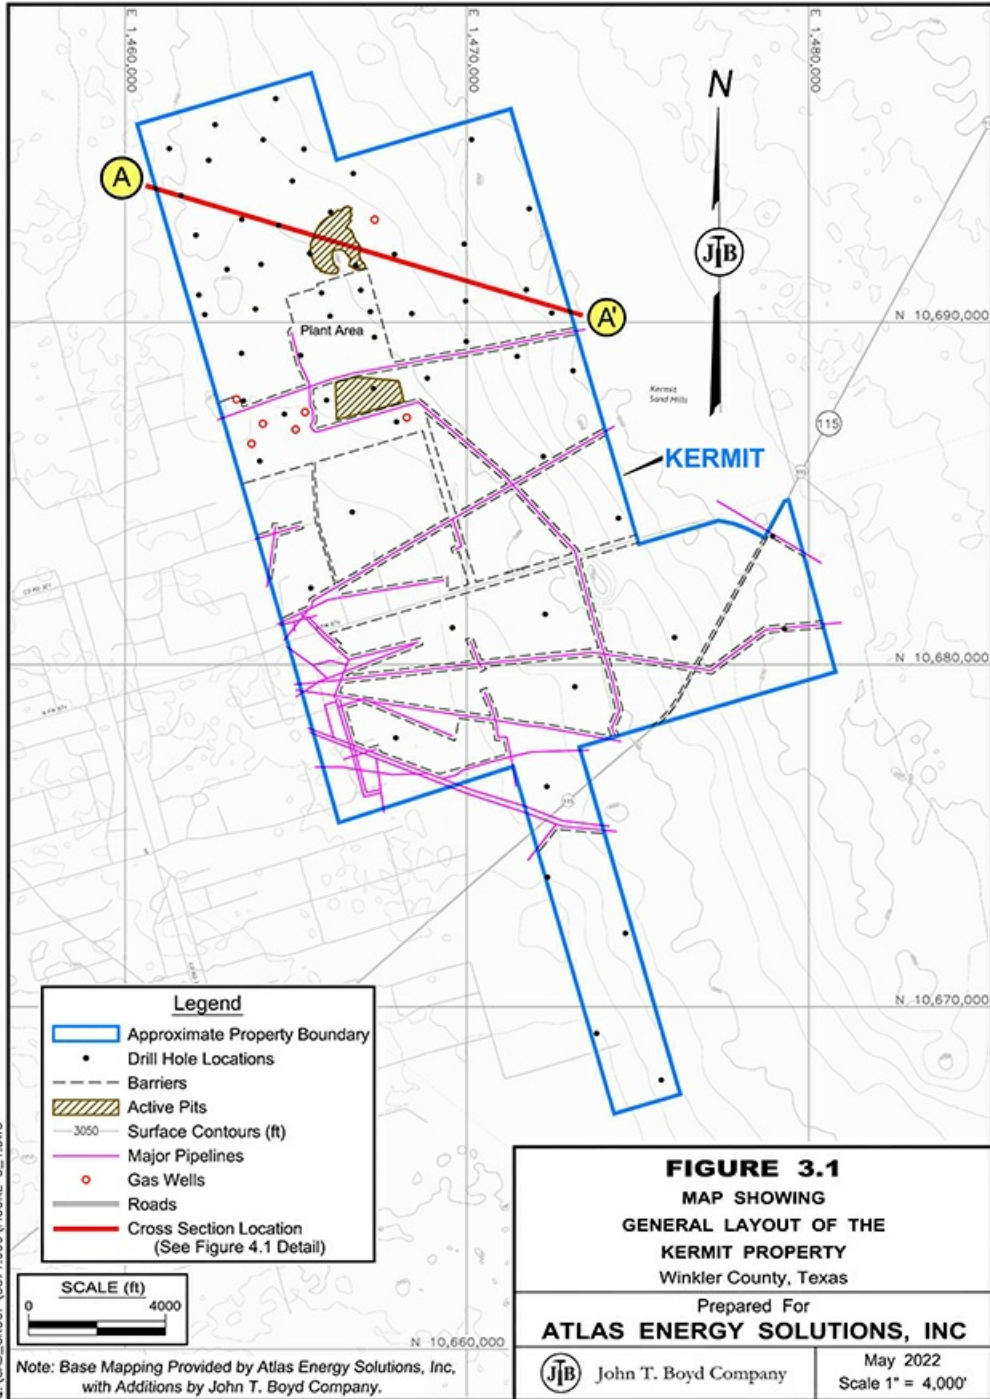 E 1,460,000
E 1,470,000
E 1,480,000
N
JTB
A
A'
Plant Area
N 10,690,000
Kermit
Sand Hills
115
KERMIT
N 10,680,000
115
N 10,670,000
Legend
Approximate Property Boundary
Drill Hole Locations
Barriers
Active Pits
3050 Surface Contours (ft)
Major Pipelines
Gas Wells
Roads
Cross Section Location
(See Figure 4.1 Detail)
SCALE (ft)
0 4000
N 10,660,000
Note: Base Mapping Provided by Atlas Energy Solutions, Inc,
with Additions by John T. Boyd Company.
FIGURE 3.1
MAP SHOWING
GENERAL LAYOUT OF THE
KERMIT PROPERTY
Winkler County, Texas
Prepared For
ATLAS ENERGY SOLUTIONS, INC
JTB John T. Boyd Company
May 2022
Scale 1" = 4,000'